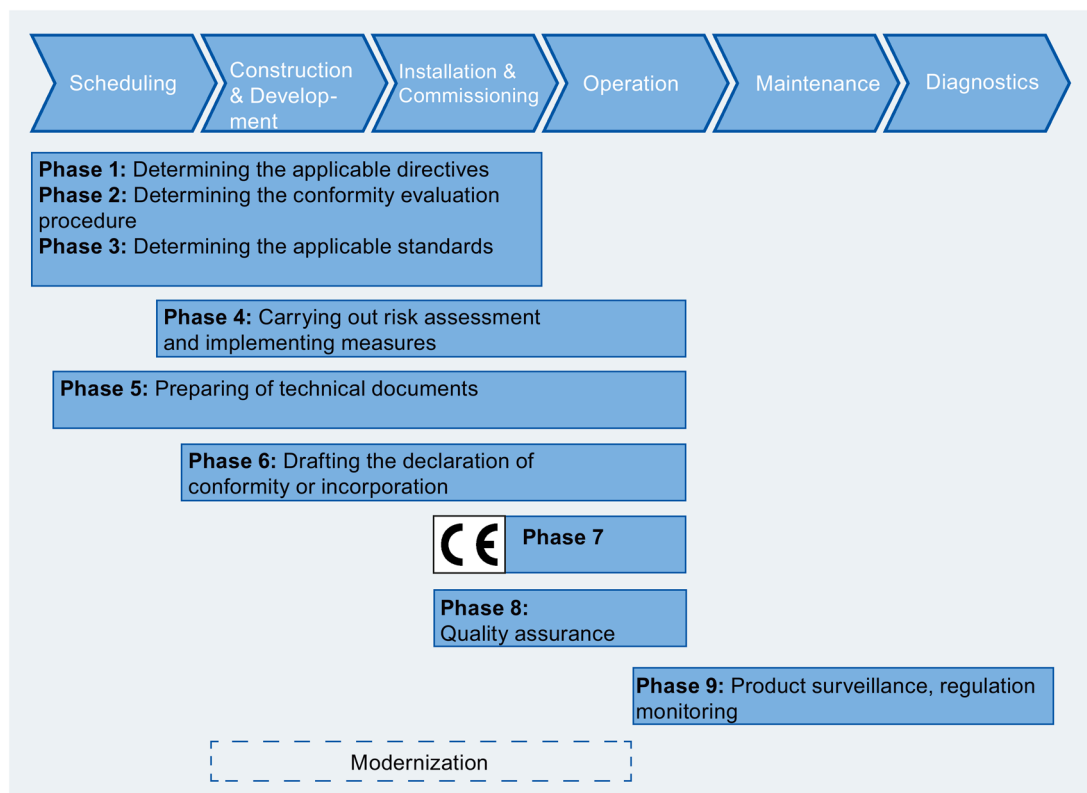 Scheduling
Construction
& Develop-
ment
Installation &
Commissioning
Operation
Maintenance
Diagnostics
Phase 1: Determining the applicable directives
Phase 2: Determining the conformity evaluation
procedure
Phase 3: Determining the applicable standards
Phase 4: Carrying out risk assessment
and implementing measures
Phase 5: Preparing of technical documents
Phase 6: Drafting the declaration of
conformity or incorporation
CE Phase 7
Phase 8:
Quality assurance
Phase 9: Product surveillance, regulation
monitoring
Modernization